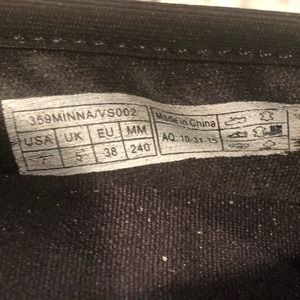 359MINNA/VS002
USA UK EU MM
7 5 38 240
Made in China
AQ. 10-31-15